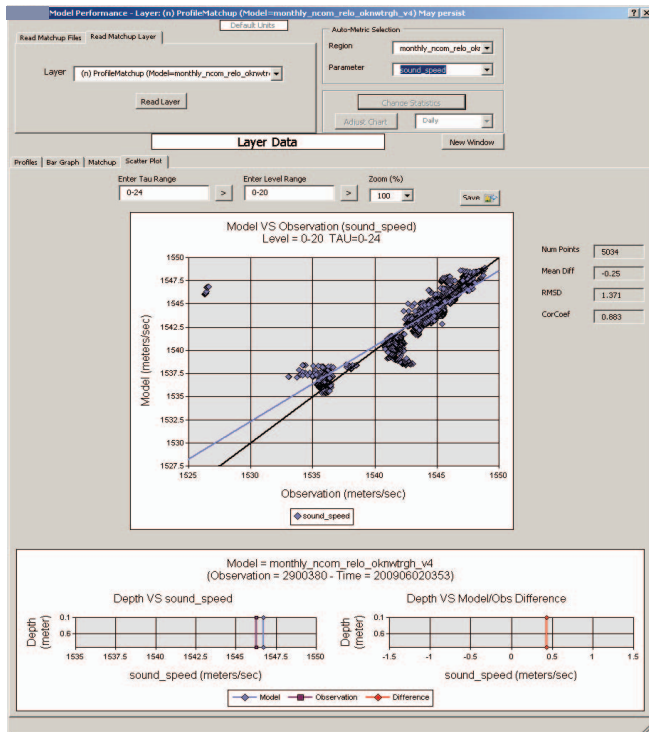 Model Performance - Layer: (n) ProfileMatchup (Model=monthly_ncom_relo_oknwtrgh_v4) May persist
Default Units
Read Matchup Files
Read Matchup Layer
Layer
(n) ProfileMatchup (Model=monthly_ncom_relo_oknwtr
Read Layer
Auto-Metric Selection
Region
monthly_ncom_relo_ok
Parameter
sound_speed
Change Statistics
Adjust Chart
Daily
Layer Data
New Window
Profiles
Bar Graph
Matchup
Scatter Plot
Enter Tau Range
0-24
>
Enter Level Range
0-20
>
Zoom (%)
100
Save
Model VS Observation (sound_speed)
Level = 0-20 TAU=0-24
Model (meters/sec)
1550
1547.5
1545
1542.5
1540
1537.5
1535
1532.5
1530
1527.5
1525
1530
1535
1540
1545
1550
Observation (meters/sec)
sound_speed
Num Points
5034
Mean Diff
-0.25
RMSD
1.371
CorCoef
0.883
Model = monthly_ncom_relo_oknwtrgh_v4
(Observation = 2900380 - Time = 200906020353)
Depth VS sound_speed
Depth
(meter)
0.1
0.6
1535
1537.5
1540
1542.5
1545
1547.5
1550
sound_speed (meters/sec)
Depth VS Model/Obs Difference
Depth
(meter)
0.1
0.6
-1.5
-1
-0.5
0
0.5
1
1.5
sound_speed (meters/sec)
Model
Observation
Difference